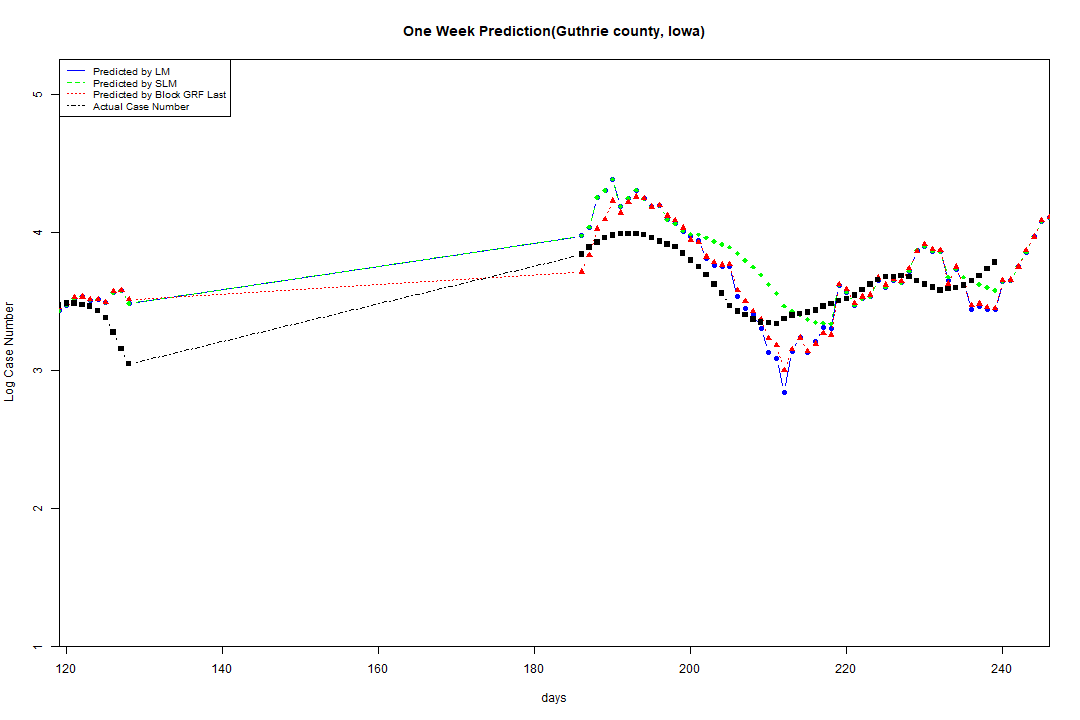 One Week Prediction(Guthrie county, Iowa)
Predicted by LM
Predicted by SLM
Predicted by Block GRF Last
Actual Case Number
5
4
3
2
1
Log Case Number
120 140 160 180 200 220 240
days